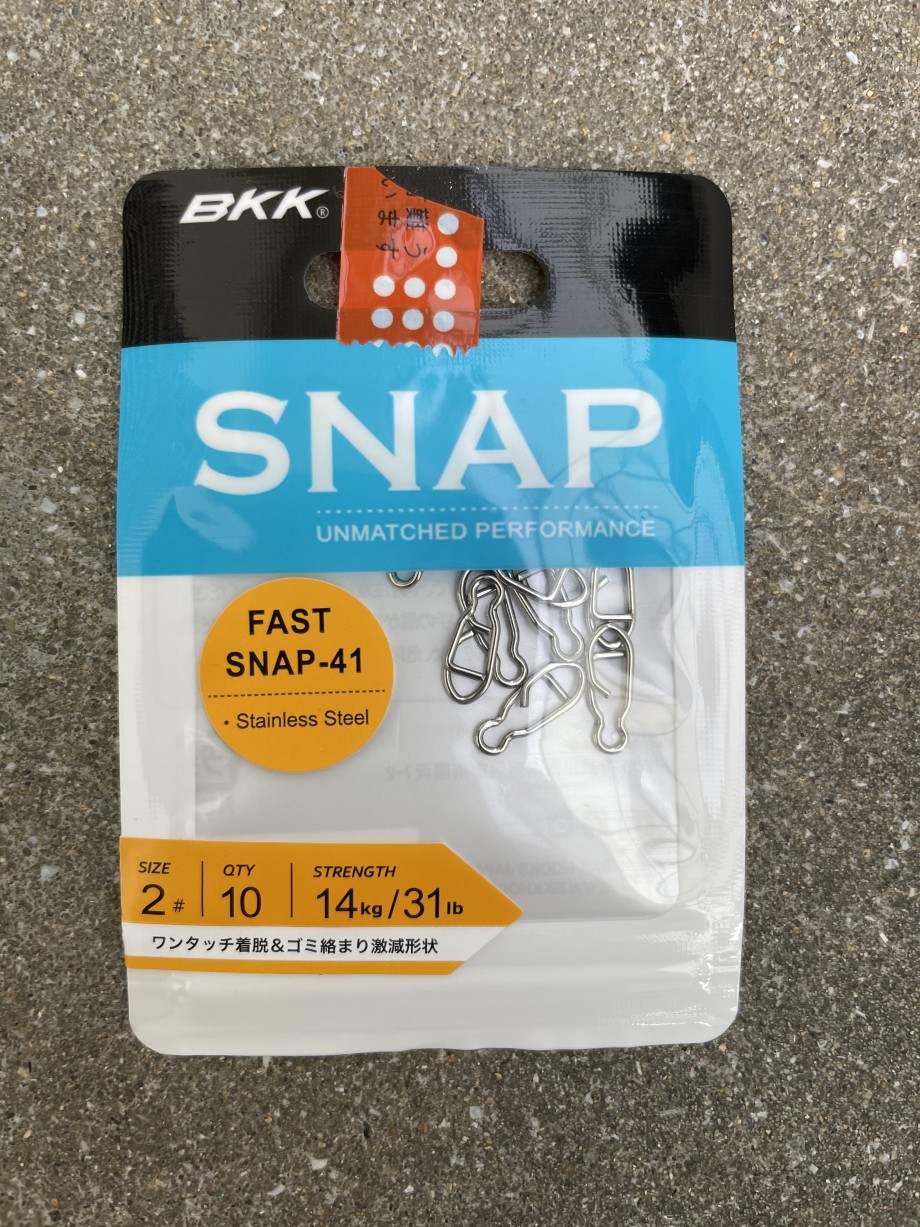 BKK®
SNAP
UNMATCHED PERFORMANCE
FAST
SNAP-41
・Stainless Steel
SIZE
2#
QTY
10
STRENGTH
14kg/31lb
ワンタッチ着脱&ゴミ絡まり激減形状